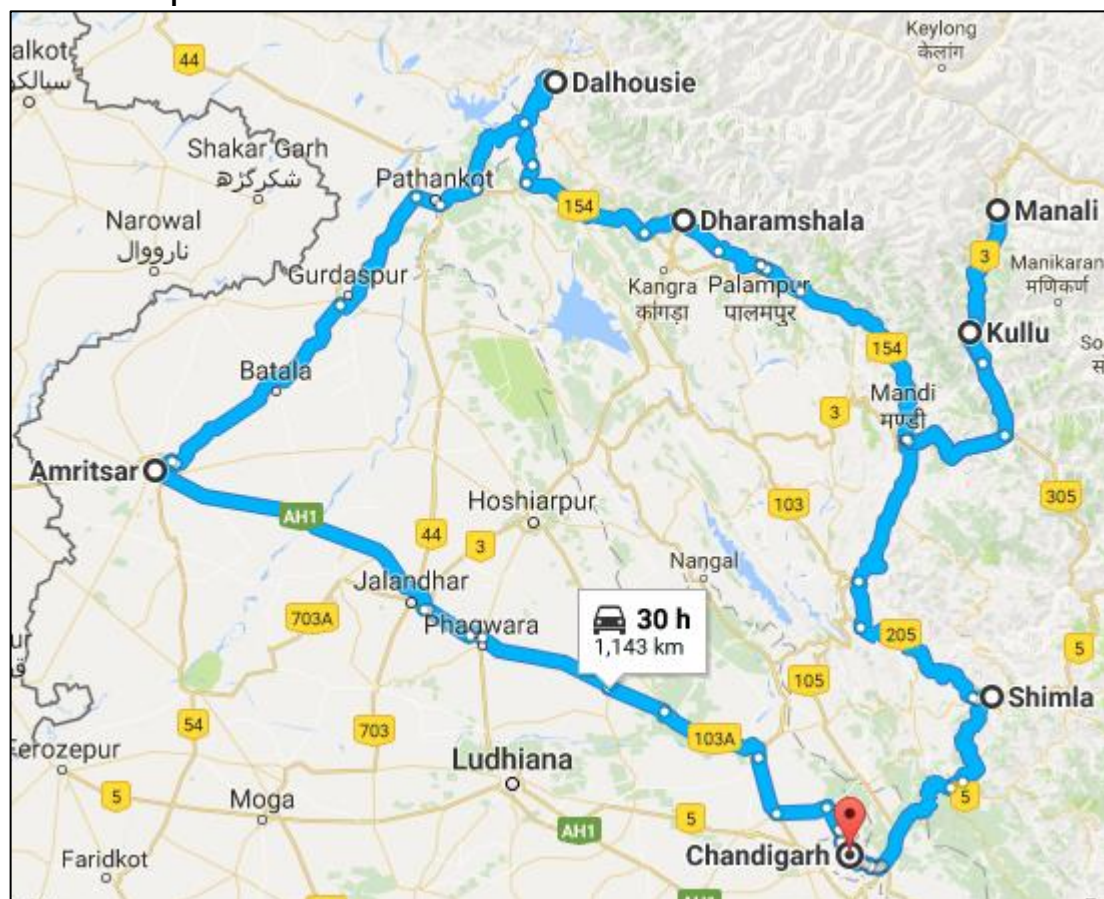 Keylong
केलांग
44
Dalhousie
Shakar Garh
شکرگڑھ
Pathankot
154
Dharamshala
Manali
Narowal
نارووال
3
Manikaran
मणिकर्ण
Gurdaspur
Kangra
कांगड़ा
Palampur
पालमपुर
Kullu
154
Batala
Mandi
मण्डी
3
Amritsar
Hoshiarpur
AH1
103
305
44
3
Nangal
Jalandhar
703A
Phagwara
30 h
1,143 km
205
5
105
Shimla
54
703
103A
Ludhiana
5
Moga
5
5
AH1
Chandigarh
Faridkot